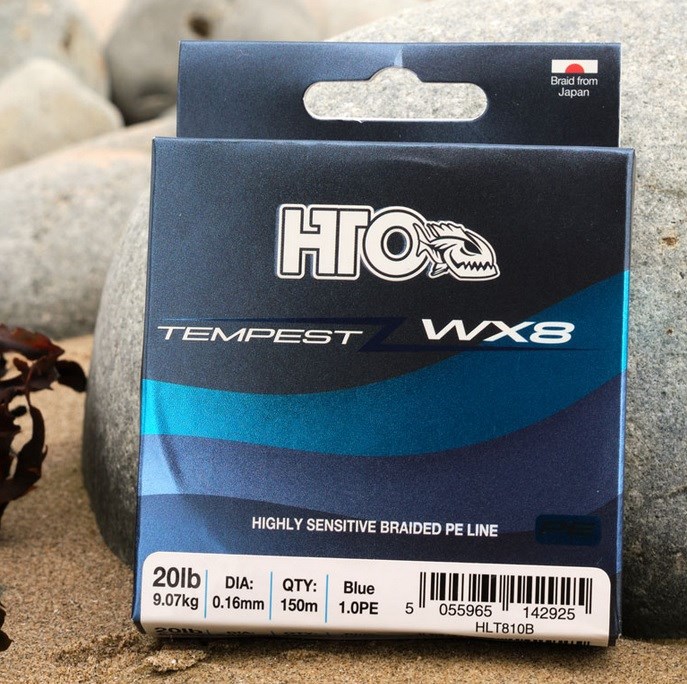 Braid from
Japan
HTO
TEMPEST WX8
HIGHLY SENSITIVE BRAIDED PE LINE
20lb
9.07kg
DIA:
0.16mm
QTY:
150m
Blue
1.0PE
5 055965 142925
HLT810B
20lb